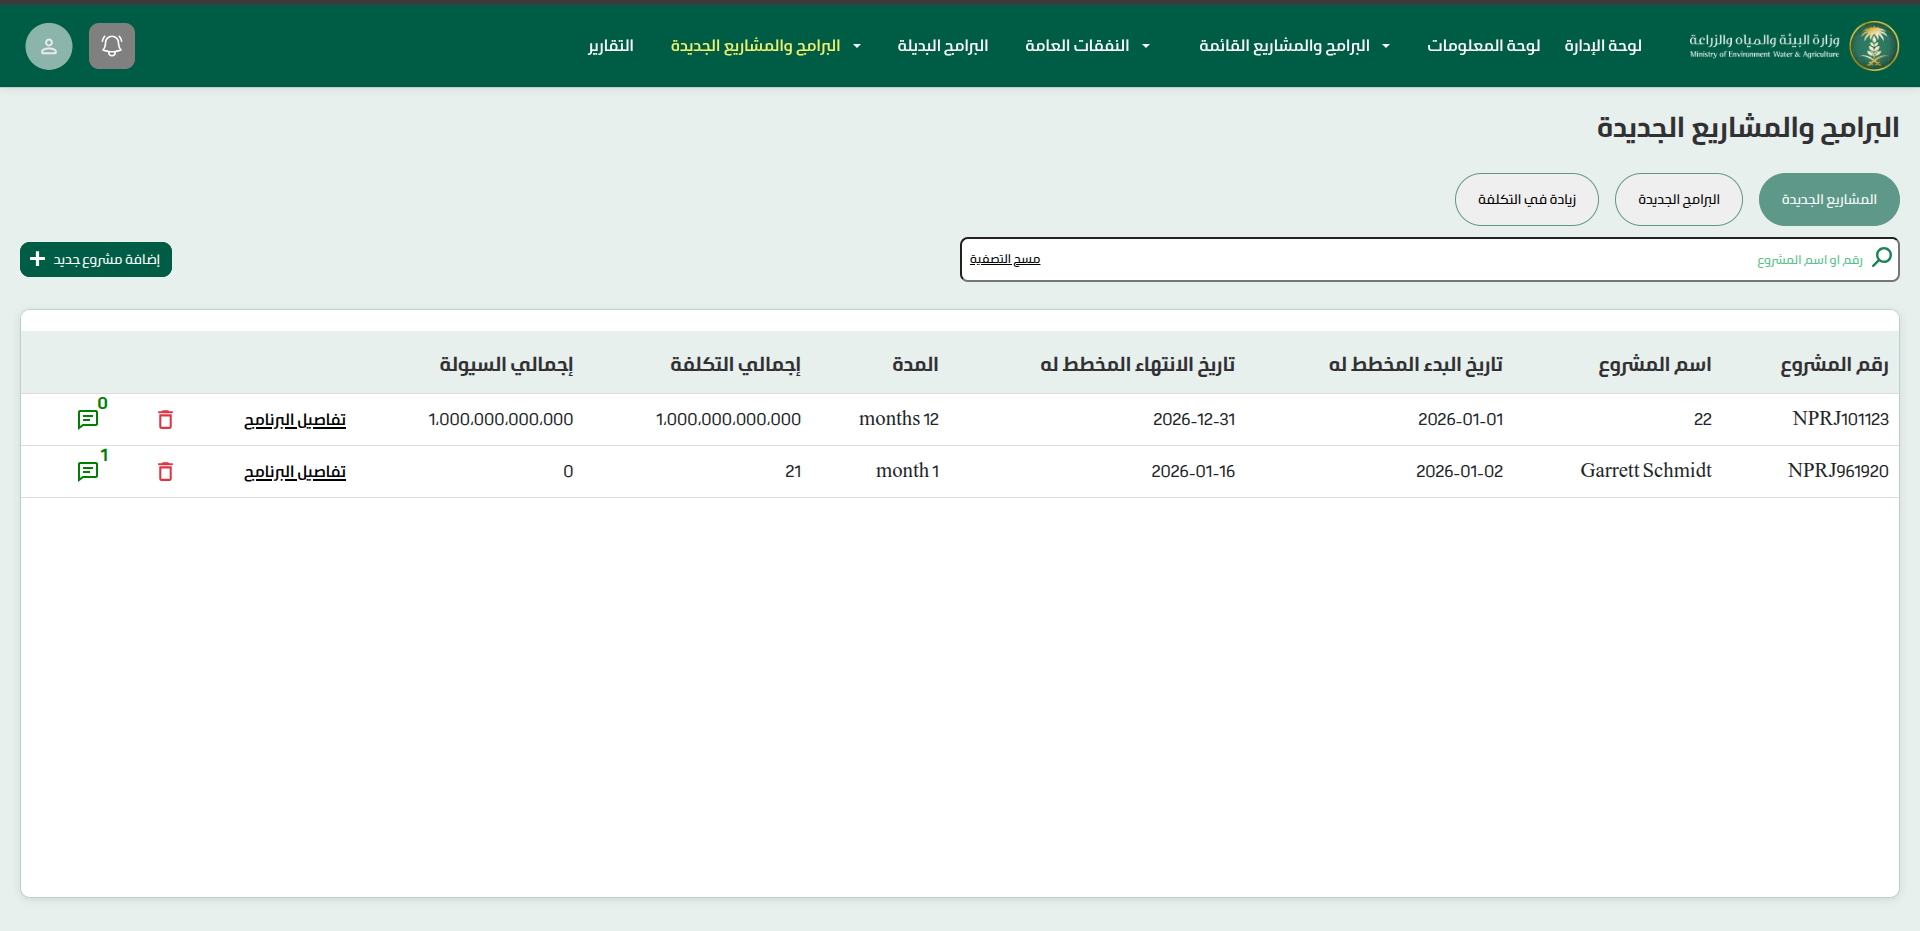 وزارة البيئة والمياه والزراعة
Ministry of Environment Water & Agriculture
لوحة الإدارة
لوحة المعلومات
البرامج والمشاريع القائمة
النفقات العامة
البرامج البديلة
البرامج والمشاريع الجديدة
التقارير
البرامج والمشاريع الجديدة
المشاريع الجديدة
البرامج الجديدة
زيادة في التكلفة
رقم او اسم المشروع
مسح التصفية
إضافة مشروع جديد
رقم المشروع اسم المشروع تاريخ البدء المخطط له تاريخ الانتهاء المخطط له المدة إجمالي التكلفة إجمالي السيولة
NPRJ101123 22 2026-01-01 2026-12-31 12 months 1,000,000,000,000 1,000,000,000,000 تفاصيل البرنامج 0
NPRJ961920 Garrett Schmidt 2026-01-02 2026-01-16 1 month 21 0 تفاصيل البرنامج 1